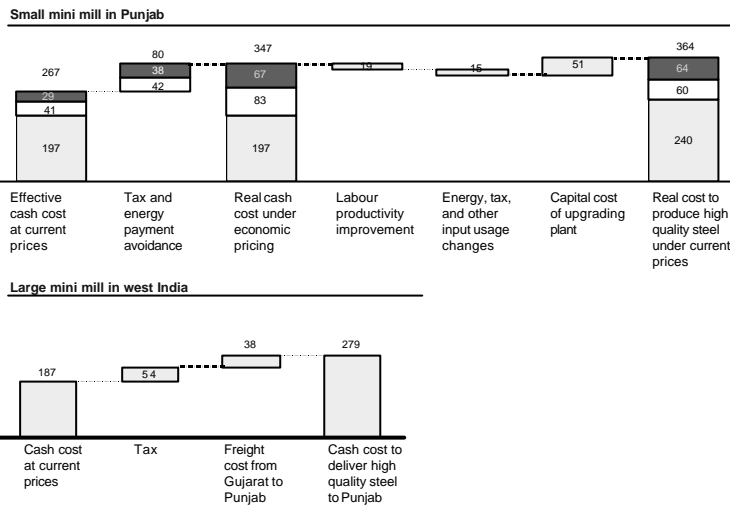 Small mini mill in Punjab
267
29
41
197
80
38
42
347
67
83
197
19
15
51
364
64
60
240
Effective
cash cost
at current
prices
Tax and
energy
payment
avoidance
Real cash
cost under
economic
pricing
Labour
productivity
improvement
Energy, tax,
and other
input usage
changes
Capital cost
of upgrading
plant
Real cost to
produce high
quality steel
under current
prices
Large mini mill in west India
187
54
38
279
Cash cost
at current
prices
Tax
Freight
cost from
Gujarat to
Punjab
Cash cost to
deliver high
quality steel
to Punjab